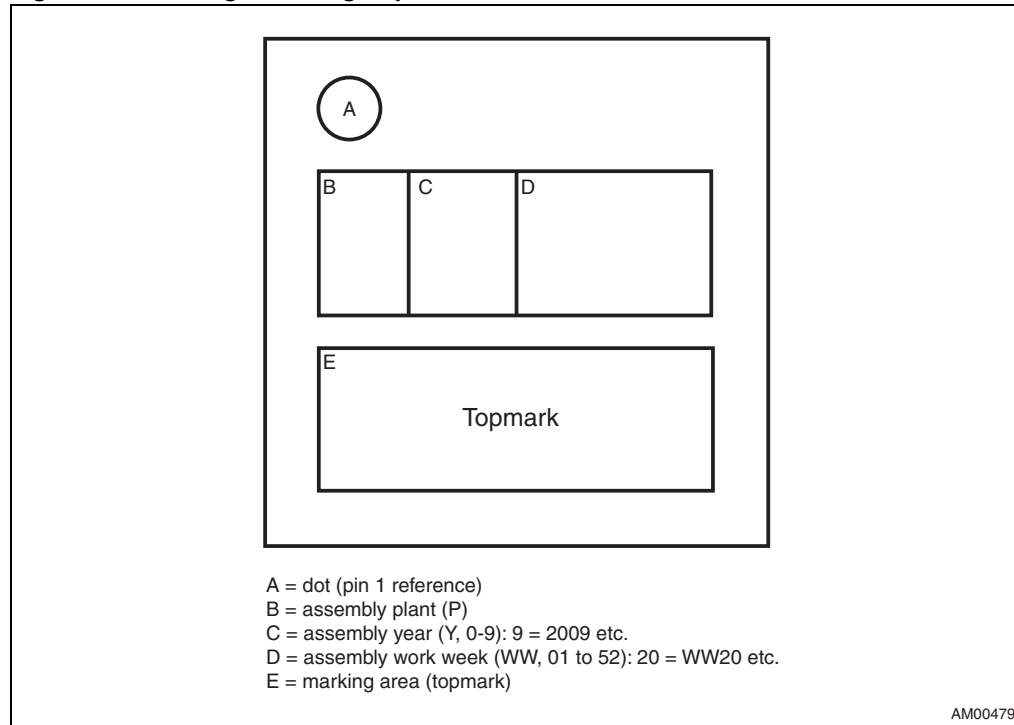 A
B C D
E
Topmark
A = dot (pin 1 reference)
B = assembly plant (P)
C = assembly year (Y, 0-9): 9 = 2009 etc.
D = assembly work week (WW, 01 to 52): 20 = WW20 etc.
E = marking area (topmark)
AM00479